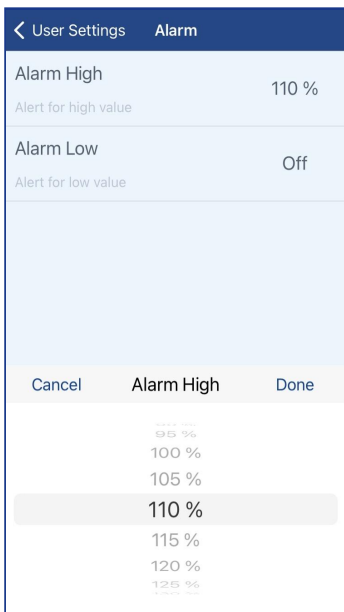 User Settings Alarm
Alarm High
110 %
Alert for high value
Alarm Low
Off
Alert for low value
Cancel Alarm High Done
95 %
100 %
105 %
110 %
115 %
120 %
125 %